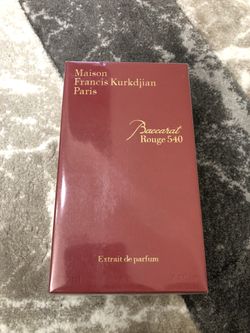 Maison
Francis Kurkdjian
Paris
Baccarat
Rouge 540
Extrait de parfum